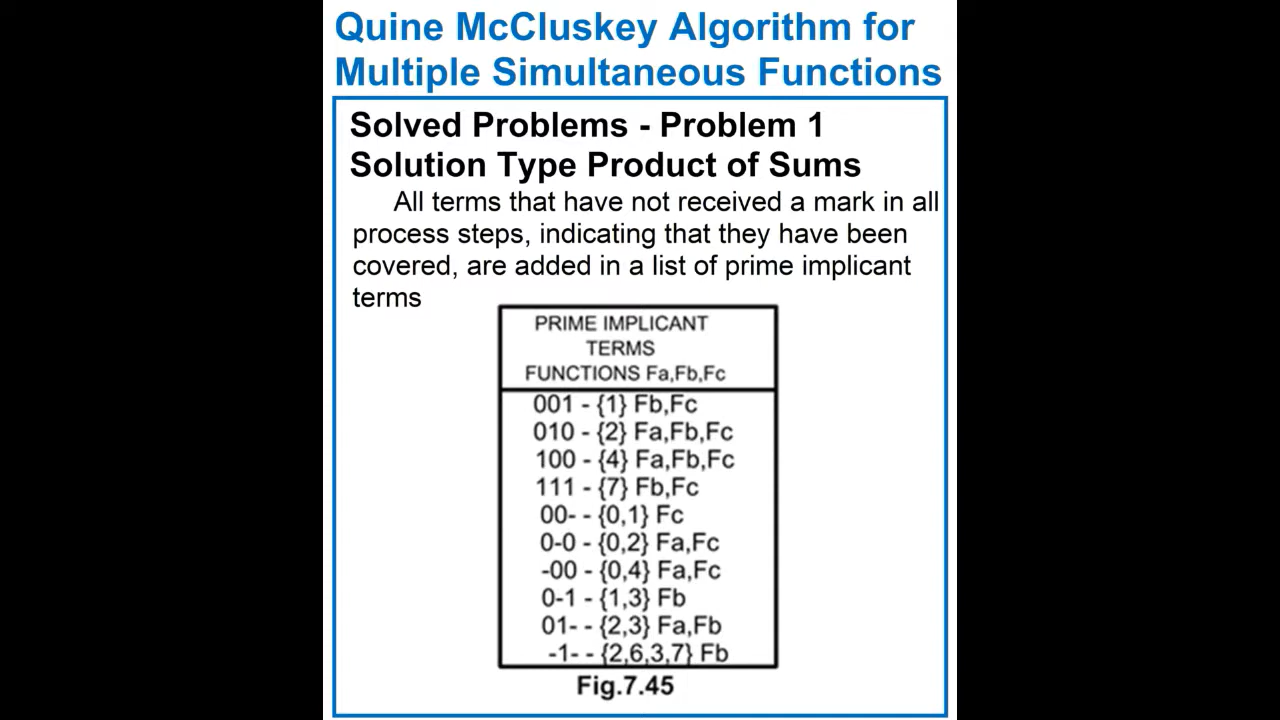 Quine McCluskey Algorithm for
Multiple Simultaneous Functions
Solved Problems - Problem 1
Solution Type Product of Sums
All terms that have not received a mark in all
process steps, indicating that they have been
covered, are added in a list of prime implicant
terms
PRIME IMPLICANT
TERMS
FUNCTIONS Fa,Fb,Fc
001 - {1} Fb,Fc
010 - {2} Fa,Fb,Fc
100 - {4} Fa,Fb,Fc
111 - {7} Fb,Fc
00- - {0,1} Fc
0-0 - {0,2} Fa,Fc
-00 - {0,4} Fa,Fc
0-1 - {1,3} Fb
01- - {2,3} Fa,Fb
-1- - {2,6,3,7} Fb
Fig.7.45